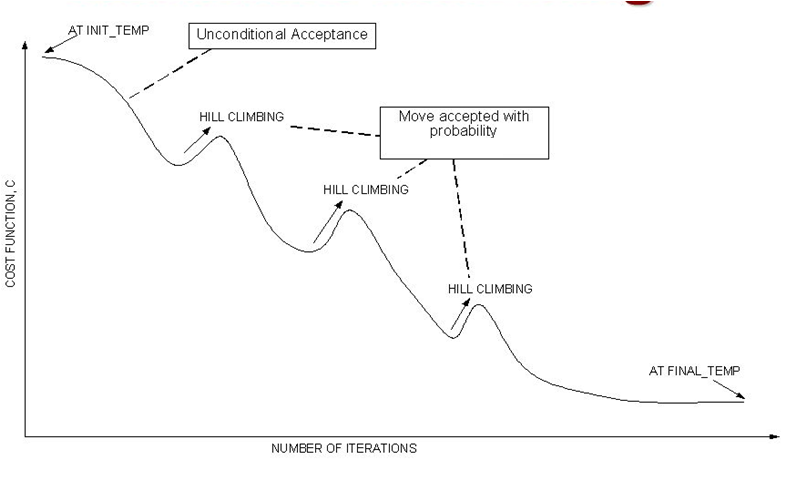 AT INIT_TEMP
Unconditional Acceptance
HILL CLIMBING
Move accepted with
probability
HILL CLIMBING
HILL CLIMBING
AT FINAL_TEMP
COST FUNCTION, C
NUMBER OF ITERATIONS